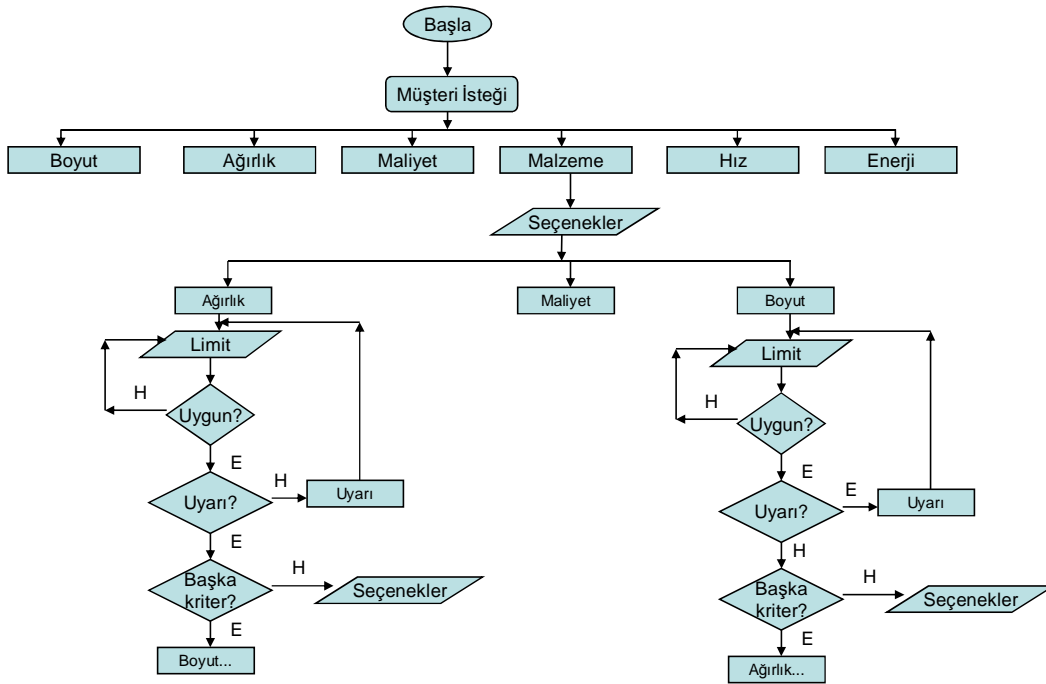 Başla
Müşteri İsteği
Boyut
Ağırlık
Maliyet
Malzeme
Hız
Enerji
Seçenekler
Ağırlık
Maliyet
Boyut
Limit
H
Uygun?
E
Uyarı?
H
Uyarı
E
Başka
kriter?
H
Seçenekler
E
Boyut...
Limit
H
Uygun?
E
Uyarı?
E
Uyarı
H
Başka
kriter?
H
Seçenekler
E
Ağırlık...